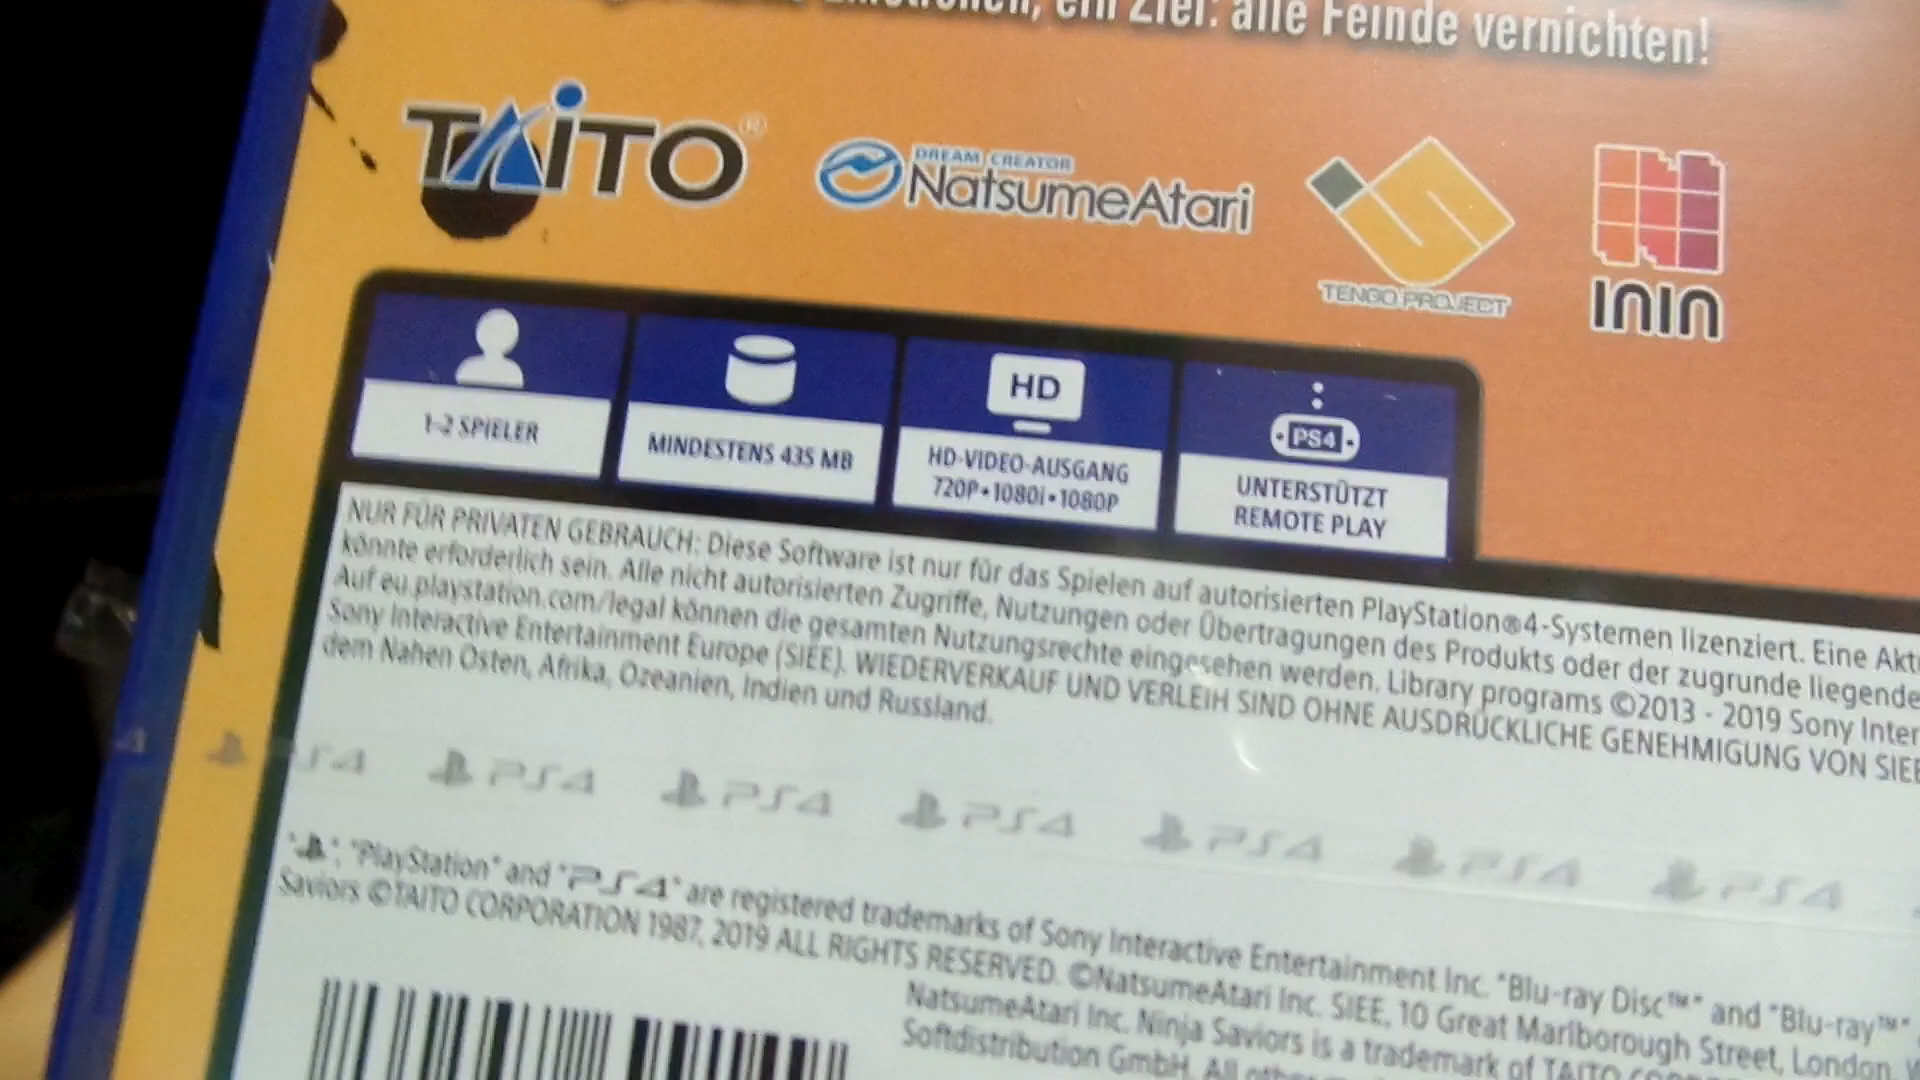 Emotionen, ein Ziel: alle Feinde vernichten!
TAITO®
DREAM CREATOR
NatsumeAtari
TENGO PROJECT
ININ
1-2 SPIELER
MINDESTENS 435 MB
HD
HD-VIDEO-AUSGANG
720P•1080i•1080P
PS4
UNTERSTÜTZT
REMOTE PLAY
NUR FÜR PRIVATEN GEBRAUCH: Diese Software ist nur für das Spielen auf autorisierten PlayStation®4-Systemen lizenziert. Eine
könnte erforderlich sein. Alle nicht autorisierten Zugriffe, Nutzungen oder Übertragungen des Produkts oder der zugrunde
Auf eu.playstation.com/legal können die gesamten Nutzungsrechte eingesehen werden. Library programs ©2013 - 2019 Sony
Sony Interactive Entertainment Europe (SIEE). WIEDERVERKAUF UND VERLEIH SIND OHNE AUSDRÜCKLICHE GENEHMIGUNG VON SIEE
dem Nahen Osten, Afrika, Ozeanien, Indien und Russland.
PS4 PS4 PS4 PS4 PS4 PS4 PS4
"", "PlayStation" and "PS4" are registered trademarks of Sony Interactive Entertainment Inc. "Blu-ray Disc™" and "Blu-ray™"
Saviors ©TAITO CORPORATION 1987, 2019 ALL RIGHTS RESERVED. ©NatsumeAtari Inc. SIEE, 10 Great Marlborough Street, London,
NatsumeAtari Inc. Ninja Saviors is a trademark of TAITO
Softdistribution GmbH. All